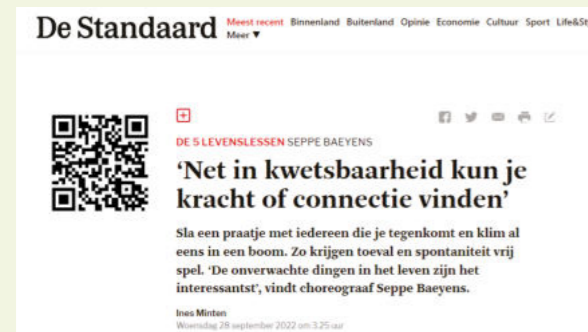 De Standaard
Meest recent Binnenland Buitenland Opinie Economie Cultuur Sport Life&St
Meer ▼
DE 5 LEVENSLESSEN SEPPE BAEYENS
‘Net in kwetsbaarheid kun je
kracht of connectie vinden’
Sla een praatje met iedereen die je tegenkomt en klim al
eens in een boom. Zo krijgen toeval en spontaniteit vrij
spel. ‘De onverwachte dingen in het leven zijn het
interessantst’, vindt choreograaf Seppe Baeyens.
Ines Minten
Woensdag 28 september 2022 om 3.25 uur